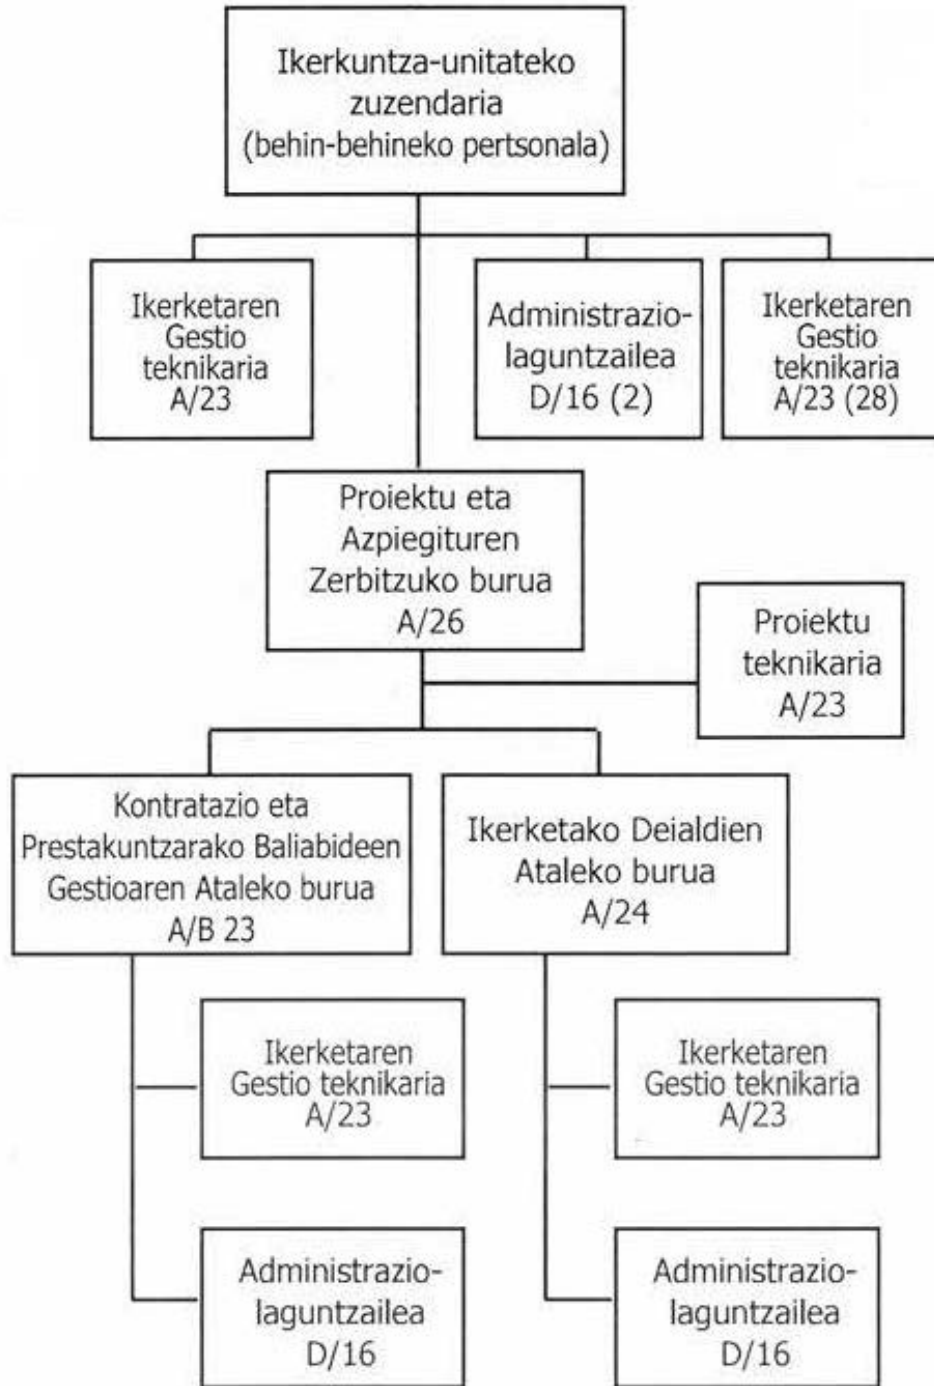 Ikerkuntza-unitateko
zuzendaria
(behin-behineko pertsonala)
Ikerketaren
Gestio
teknikaria
A/23
Administrazio-
laguntzailea
D/16 (2)
Ikerketaren
Gestio
teknikaria
A/23 (28)
Proiektu eta
Azpiegituren
Zerbitzuko burua
A/26
Proiektu
teknikaria
A/23
Kontratazio eta
Prestakuntzarako Baliabideen
Gestioaren Ataleko burua
A/B 23
Ikerketako Deialdien
Ataleko burua
A/24
Ikerketaren
Gestio teknikaria
A/23
Ikerketaren
Gestio teknikaria
A/23
Administrazio-
laguntzailea
D/16
Administrazio-
laguntzailea
D/16